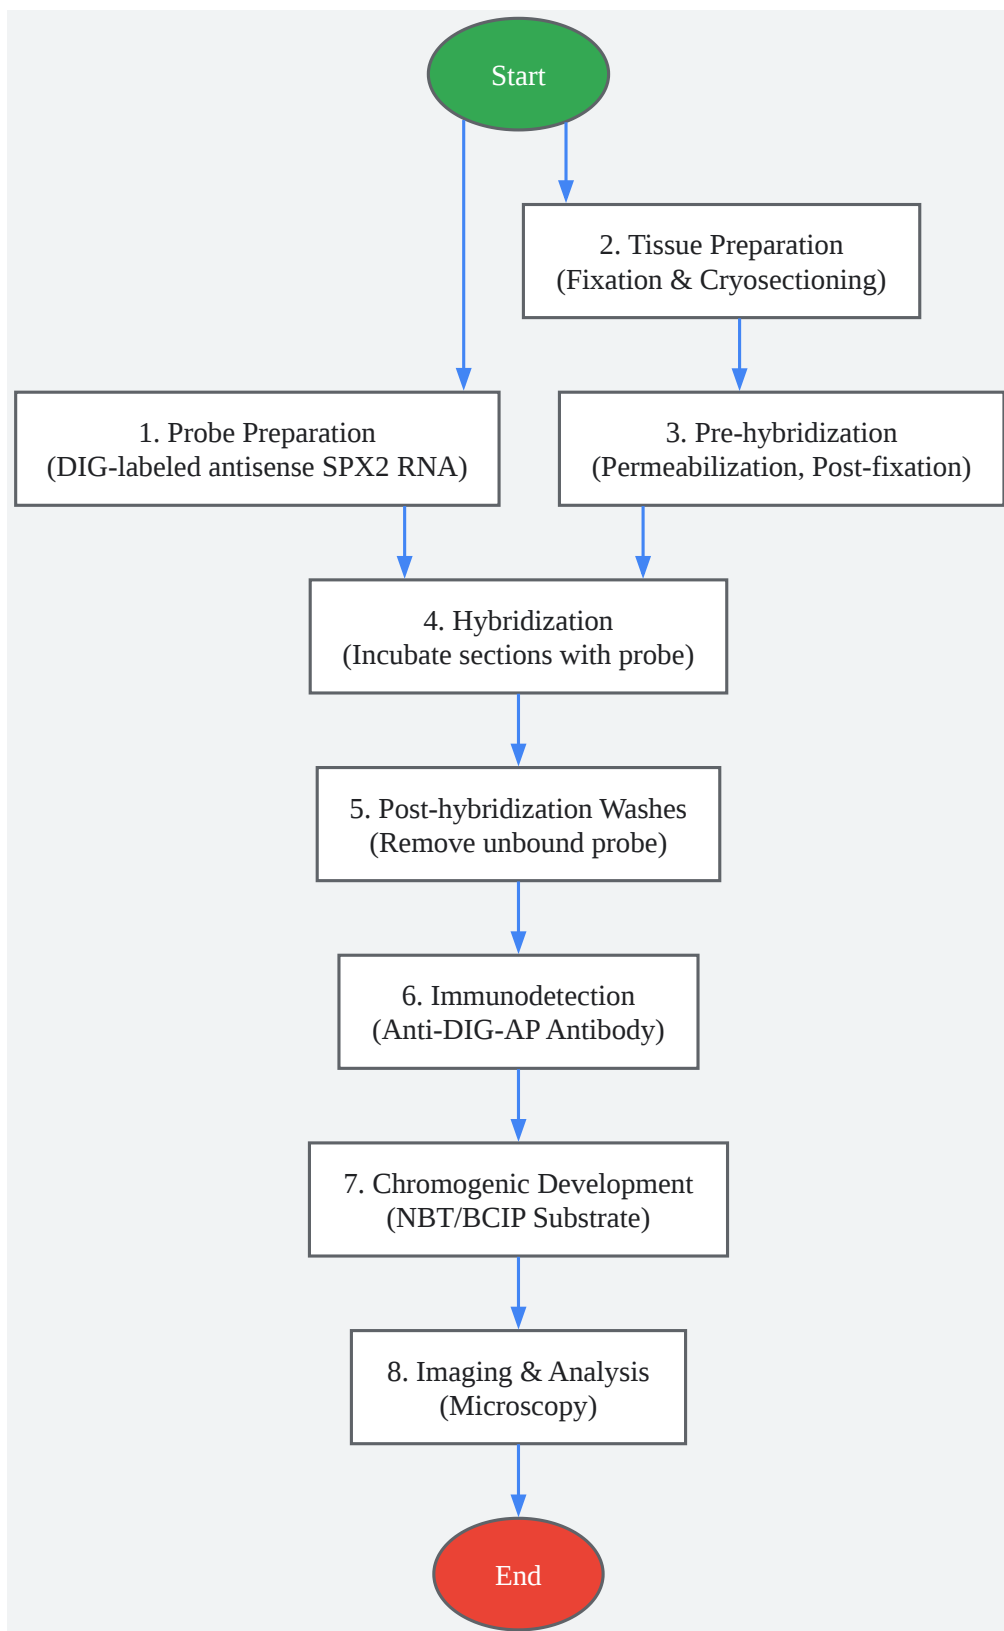 Start
2. Tissue Preparation
(Fixation & Cryosectioning)
1. Probe Preparation
(DIG-labeled antisense SPX2 RNA)
3. Pre-hybridization
(Permeabilization, Post-fixation)
4. Hybridization
(Incubate sections with probe)
5. Post-hybridization Washes
(Remove unbound probe)
6. Immunodetection
(Anti-DIG-AP Antibody)
7. Chromogenic Development
(NBT/BCIP Substrate)
8. Imaging & Analysis
(Microscopy)
End